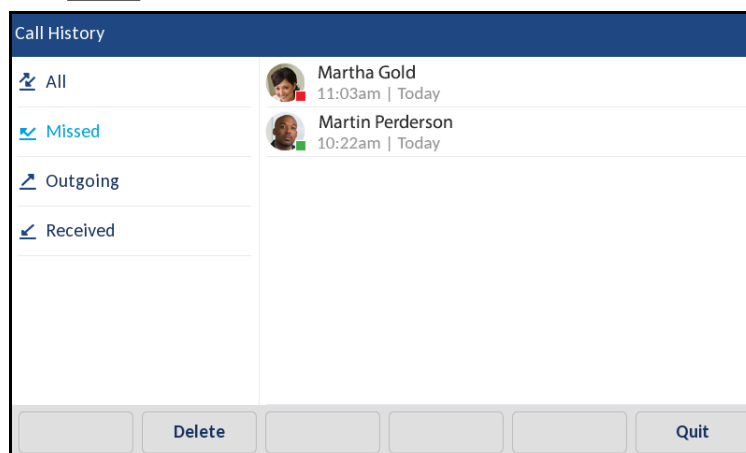 Call History
All
Missed
Outgoing
Received
Martha Gold
11:03am | Today
Martin Perderson
10:22am | Today
Delete
Quit